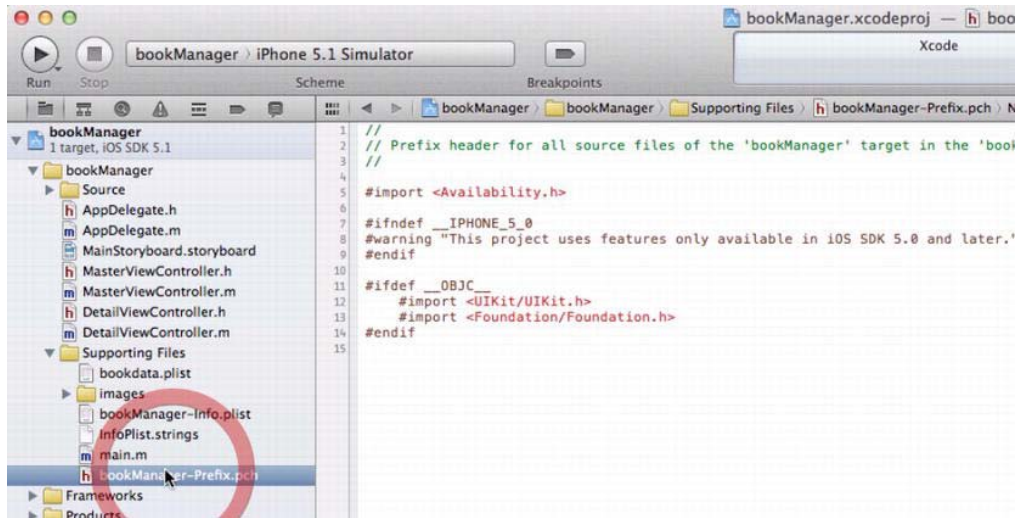 bookManager.xcodeproj — h boo
bookManager › iPhone 5.1 Simulator
Xcode
Run Stop Scheme Breakpoints
bookManager › bookManager › Supporting Files › h bookManager-Prefix.pch › N
bookManager
1 target, iOS SDK 5.1
bookManager
Source
h AppDelegate.h
m AppDelegate.m
MainStoryboard.storyboard
h MasterViewController.h
m MasterViewController.m
h DetailViewController.h
m DetailViewController.m
Supporting Files
bookdata.plist
images
bookManager-Info.plist
InfoPlist.strings
m main.m
h bookManager-Prefix.pch
Frameworks
Products
1 //
2 // Prefix header for all source files of the 'bookManager' target in the 'book
3 //
4
5 #import <Availability.h>
6
7 #ifndef __IPHONE_5_0
8 #warning "This project uses features only available in iOS SDK 5.0 and later."
9 #endif
10
11 #ifdef __OBJC__
12 #import <UIKit/UIKit.h>
13 #import <Foundation/Foundation.h>
14 #endif
15